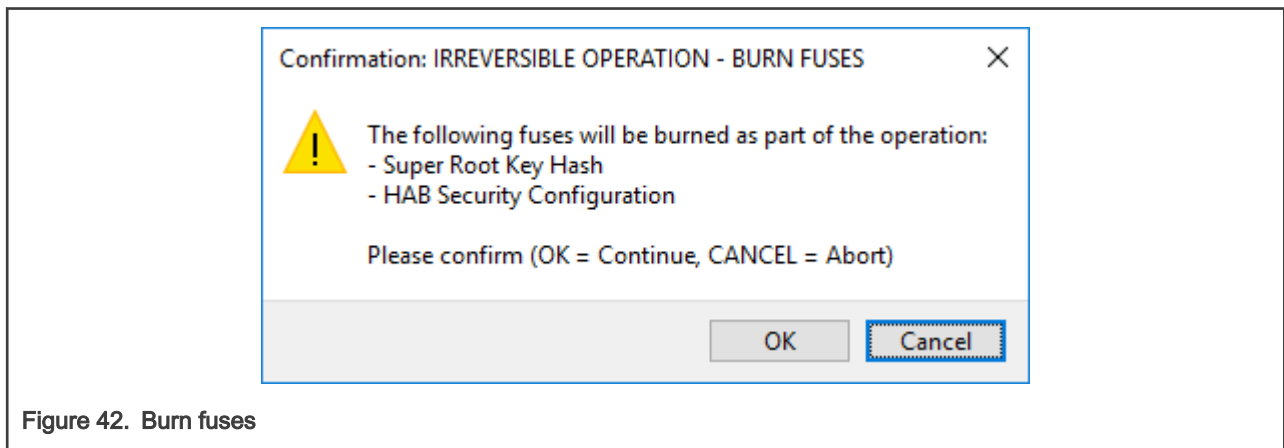 Confirmation: IRREVERSIBLE OPERATION - BURN FUSES
The following fuses will be burned as part of the operation:
- Super Root Key Hash
- HAB Security Configuration
Please confirm (OK = Continue, CANCEL = Abort)
OK
Cancel
Figure 42. Burn fuses